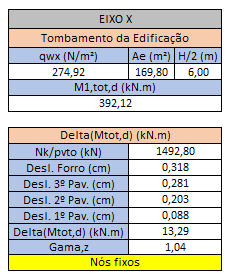 EIXO X
Tombamento da Edificação
qwx (N/m²) Ae (m²) H/2 (m)
274,92 169,80 6,00
M1,tot,d (kN.m)
392,12
Delta(Mtot,d) (kN.m)
Nk/pvto (kN) 1492,80
Desl. Forro (cm) 0,318
Desl. 3º Pav. (cm) 0,281
Desl. 2º Pav. (cm) 0,203
Desl. 1º Pav. (cm) 0,088
Delta(Mtot,d) (kN.m) 13,29
Gama,z 1,04
Nós fixos